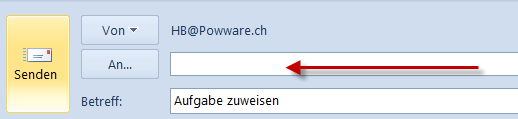 Von HB@Powware.ch
Senden
An...
Betreff: Aufgabe zuweisen